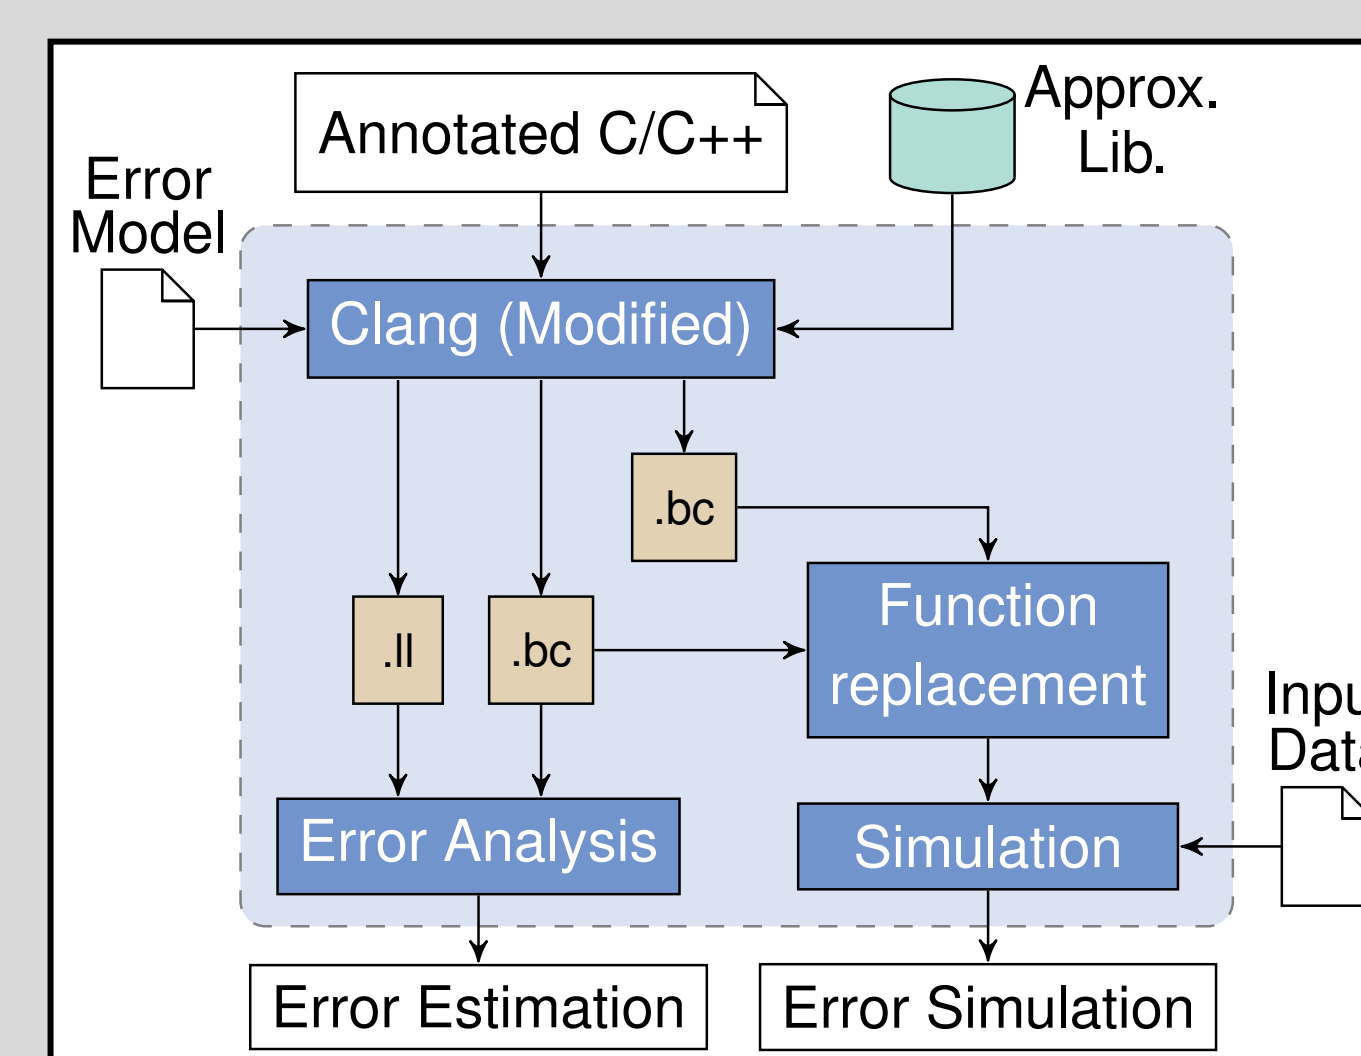 Annotated C/C++
Approx.
Lib.
Error
Model
Clang (Modified)
.bc
.ll
.bc
Function
replacement
Error Analysis
Simulation
Error Estimation
Error Simulation